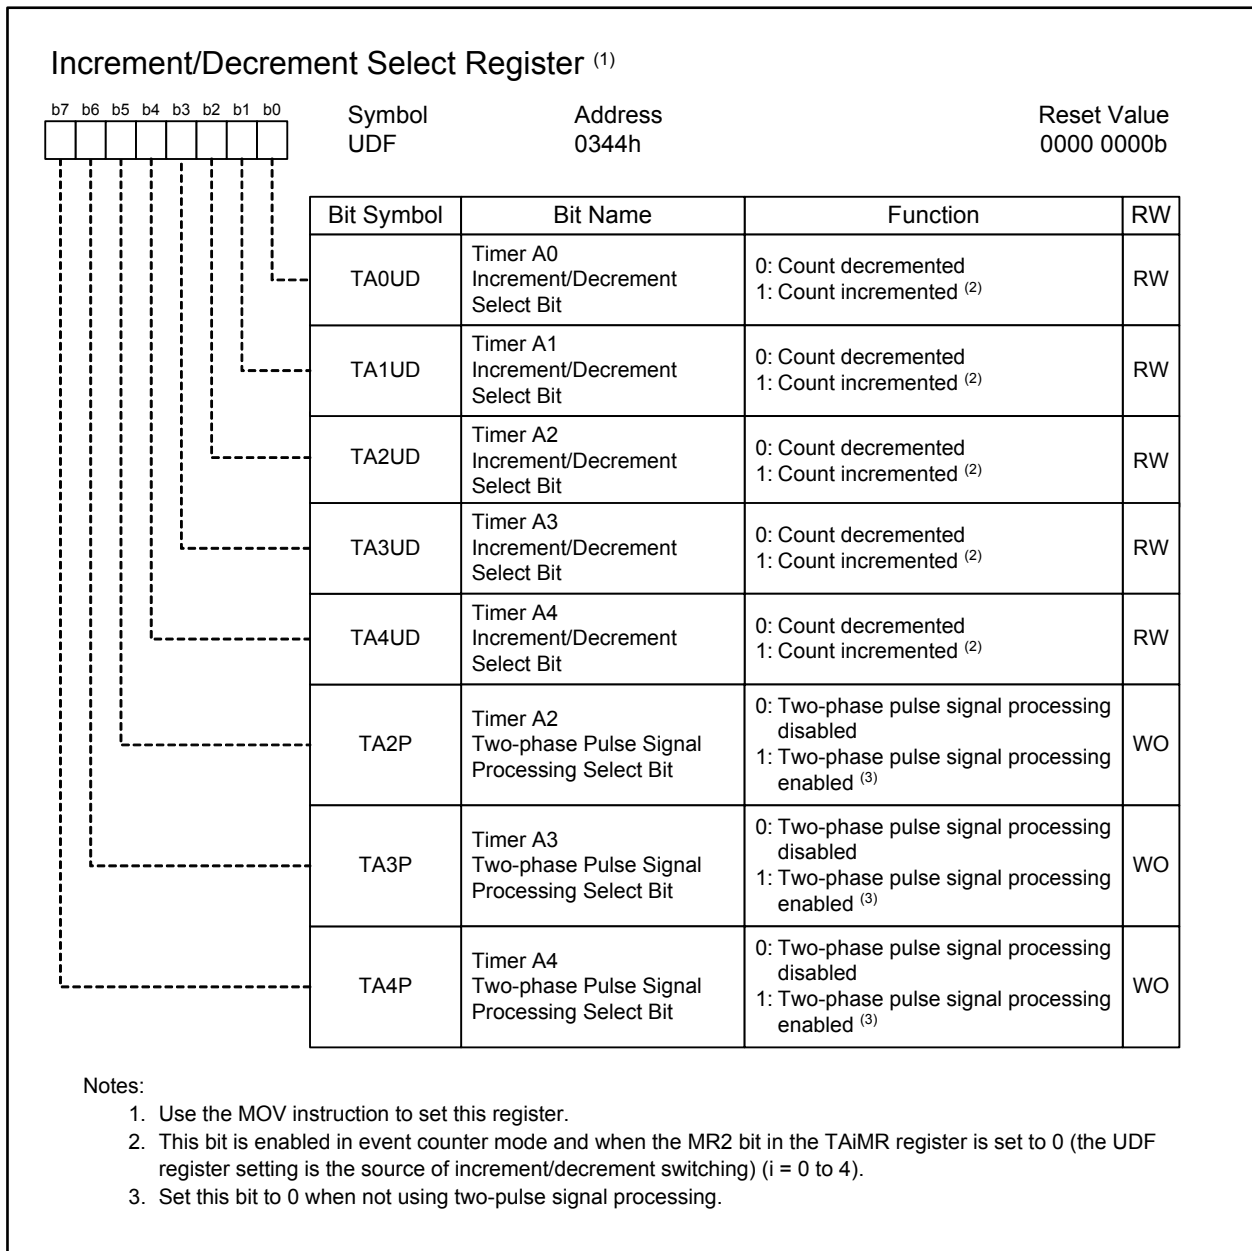 Increment/Decrement Select Register (1)
b7 b6 b5 b4 b3 b2 b1 b0
Symbol Address Reset Value
UDF 0344h 0000 0000b
Bit Symbol Bit Name Function RW
TA0UD
Timer A0
Increment/Decrement
Select Bit
0: Count decremented
1: Count incremented (2)
RW
TA1UD
Timer A1
Increment/Decrement
Select Bit
0: Count decremented
1: Count incremented (2)
RW
TA2UD
Timer A2
Increment/Decrement
Select Bit
0: Count decremented
1: Count incremented (2)
RW
TA3UD
Timer A3
Increment/Decrement
Select Bit
0: Count decremented
1: Count incremented (2)
RW
TA4UD
Timer A4
Increment/Decrement
Select Bit
0: Count decremented
1: Count incremented (2)
RW
TA2P
Timer A2
Two-phase Pulse Signal
Processing Select Bit
0: Two-phase pulse signal processing
disabled
1: Two-phase pulse signal processing
enabled (3)
WO
TA3P
Timer A3
Two-phase Pulse Signal
Processing Select Bit
0: Two-phase pulse signal processing
disabled
1: Two-phase pulse signal processing
enabled (3)
WO
TA4P
Timer A4
Two-phase Pulse Signal
Processing Select Bit
0: Two-phase pulse signal processing
disabled
1: Two-phase pulse signal processing
enabled (3)
WO
Notes:
1. Use the MOV instruction to set this register.
2. This bit is enabled in event counter mode and when the MR2 bit in the TAiMR register is set to 0 (the UDF
register setting is the source of increment/decrement switching) (i = 0 to 4).
3. Set this bit to 0 when not using two-pulse signal processing.